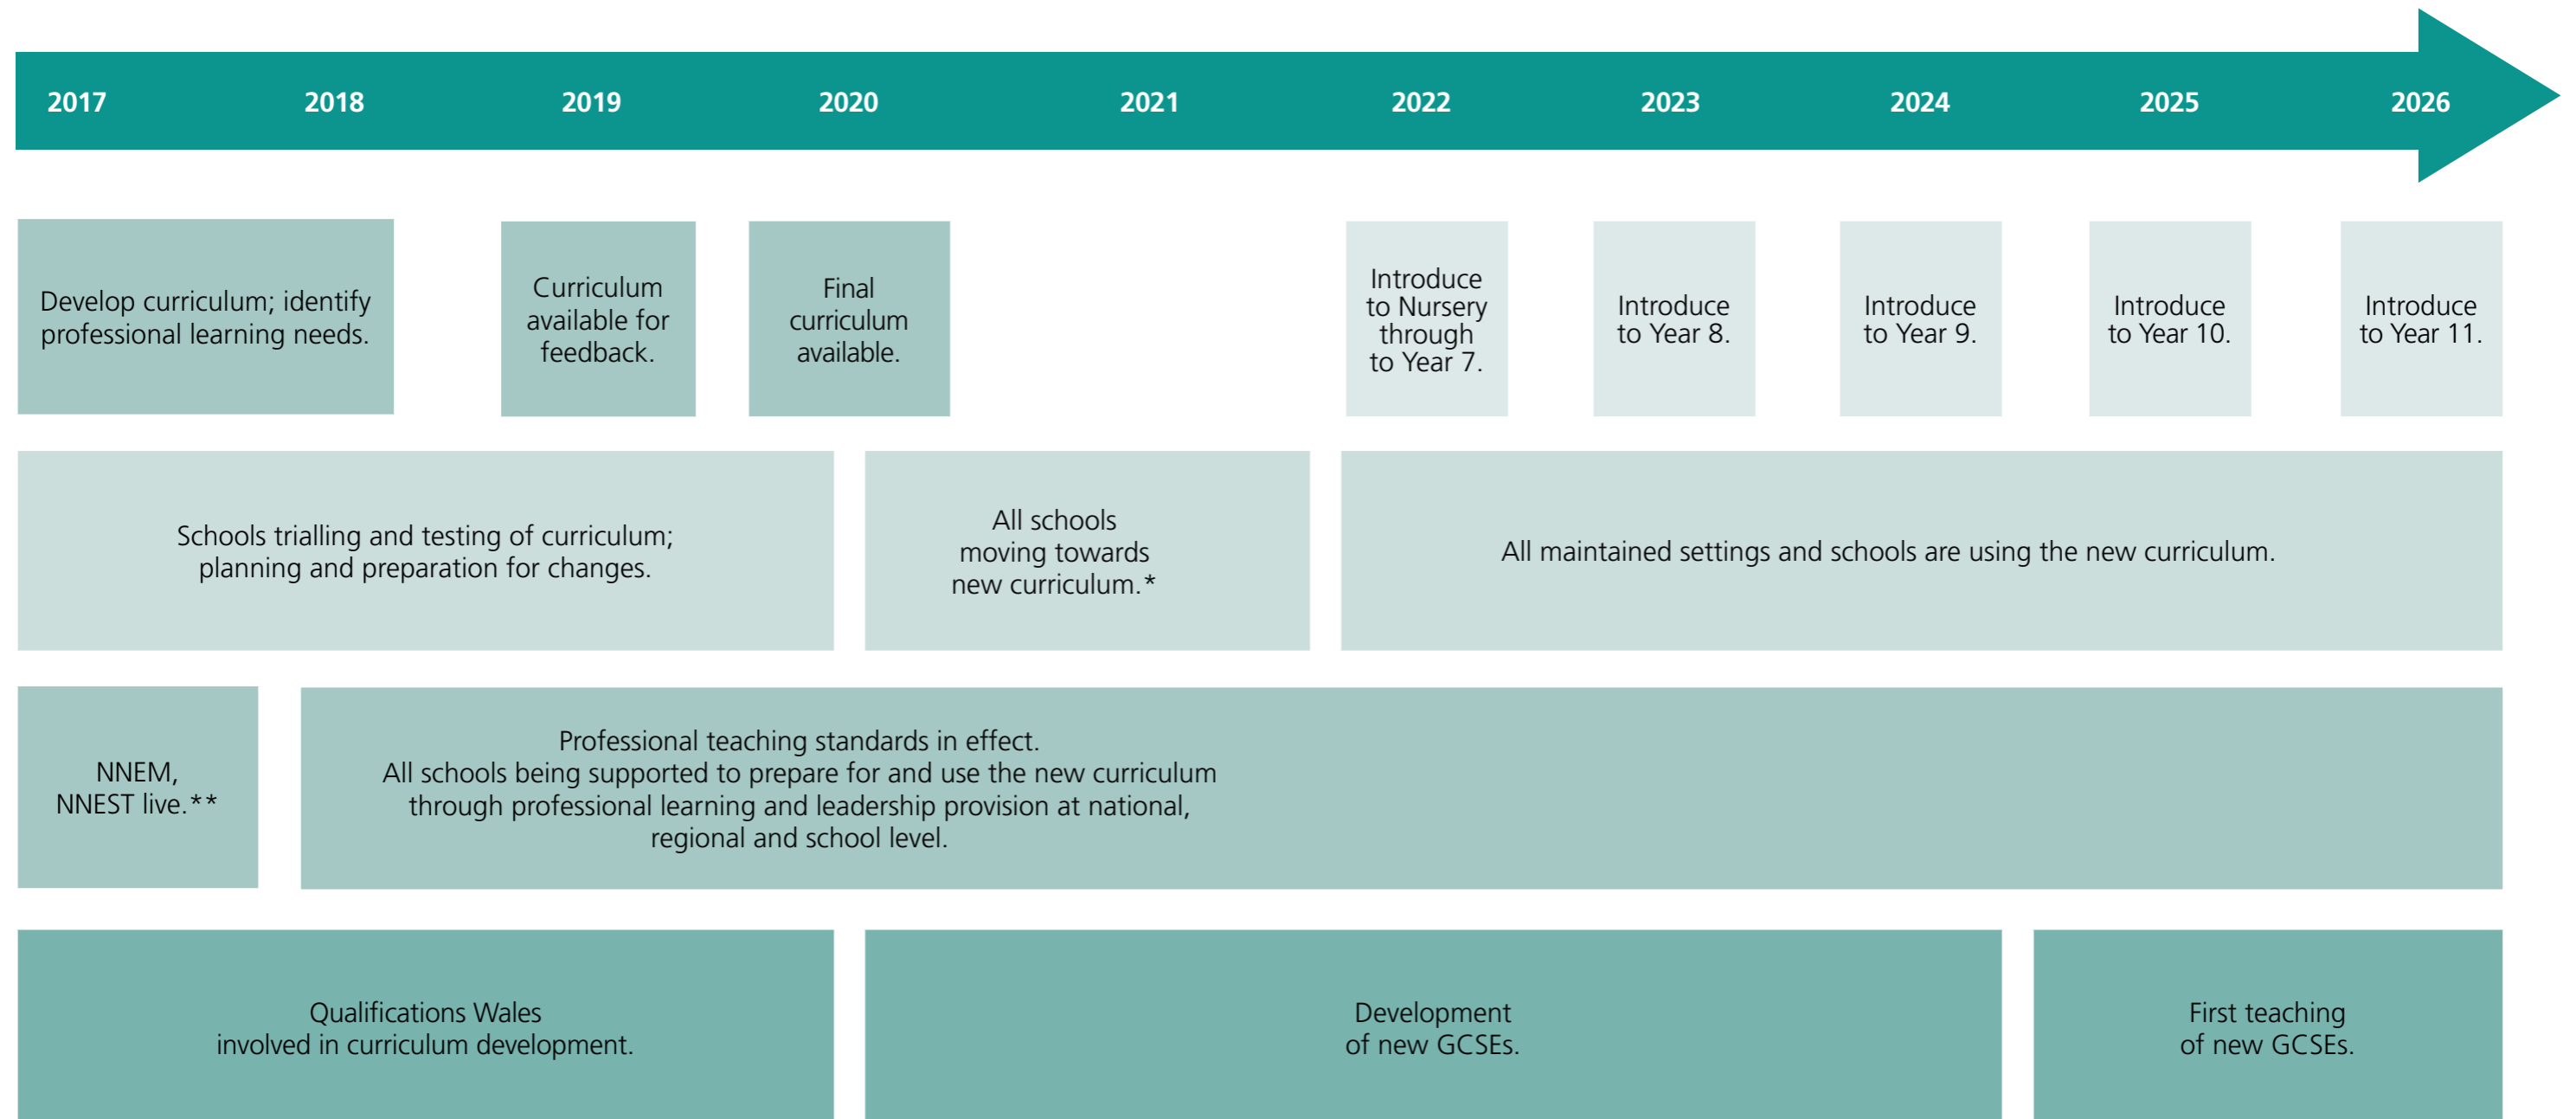 2017 2018 2019 2020 2021 2022 2023 2024 2025 2026
Develop curriculum; identify
professional learning needs.
Curriculum
available for
feedback.
Final
curriculum
available.
Introduce
to Nursery
through
to Year 7.
Introduce
to Year 8.
Introduce
to Year 9.
Introduce
to Year 10.
Introduce
to Year 11.
Schools trialling and testing of curriculum;
planning and preparation for changes.
All schools
moving towards
new curriculum.*
All maintained settings and schools are using the new curriculum.
NNEM,
NNEST live.**
Professional teaching standards in effect.
All schools being supported to prepare for and use the new curriculum
through professional learning and leadership provision at national,
regional and school level.
Qualifications Wales
involved in curriculum development.
Development
of new GCSEs.
First teaching
of new GCSEs.